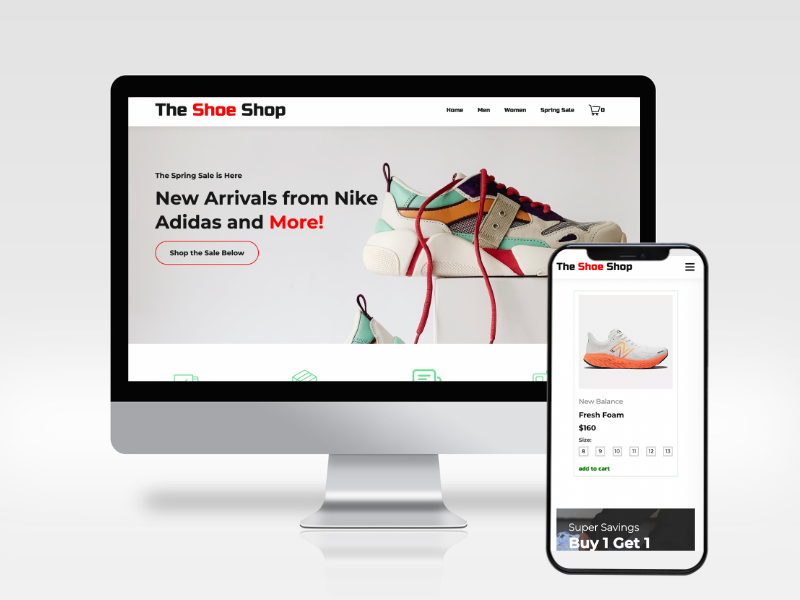 The Shoe Shop
Home Men Women Spring Sale 0
The Spring Sale is Here
New Arrivals from Nike
Adidas and More!
Shop the Sale Below
The Shoe Shop
New Balance
Fresh Foam
$160
Size:
8 9 10 11 12 13
add to cart
Super Savings
Buy 1 Get 1